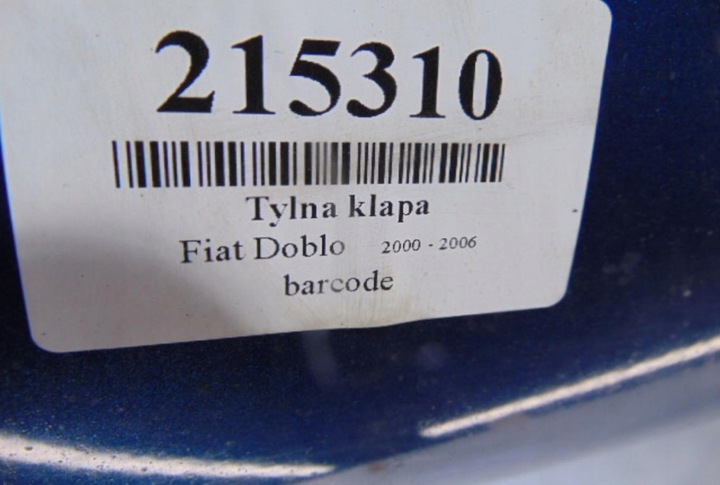 215310
Tylna klapa
Fiat Doblo 2000 - 2006
barcode